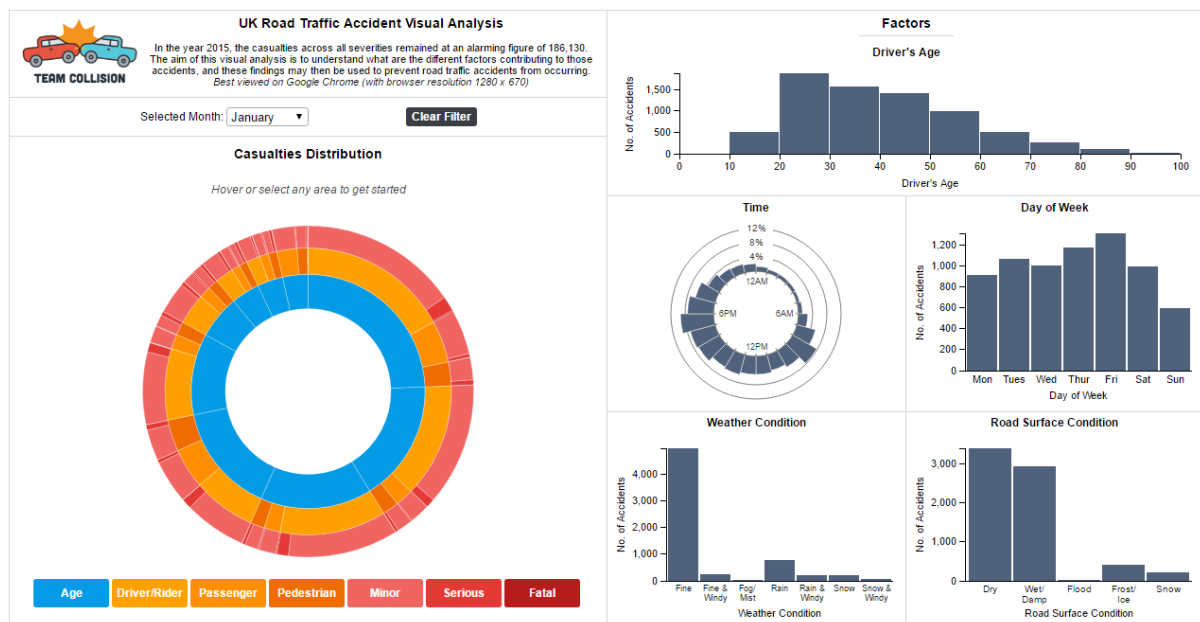 TEAM COLLISION
UK Road Traffic Accident Visual Analysis
In the year 2015, the casualties across all severities remained at an alarming figure of 186,130.
The aim of this visual analysis is to understand what are the different factors contributing to those
accidents, and these findings may then be used to prevent road traffic accidents from occurring.
Best viewed on Google Chrome (with browser resolution 1280 x 670)
Selected Month: January ▼ Clear Filter
Casualties Distribution
Hover or select any area to get started
Age Driver/Rider Passenger Pedestrian Minor Serious Fatal
Factors
Driver's Age
No. of Accidents
1,500
1,000
500
0
0 10 20 30 40 50 60 70 80 90 100
Driver's Age
Time
12%
8%
4%
12AM
6PM 6AM
12PM
Day of Week
No. of Accidents
1,200
1,000
800
600
400
200
0
Mon Tues Wed Thur Fri Sat Sun
Day of Week
Weather Condition
No. of Accidents
4,000
3,000
2,000
1,000
0
Fine Fine & Fog/ Rain Rain & Snow Snow &
Windy Mist Windy Windy
Weather Condition
Road Surface Condition
No. of Accidents
3,000
2,000
1,000
0
Dry Wet/ Flood Frost/ Snow
Damp Ice
Road Surface Condition